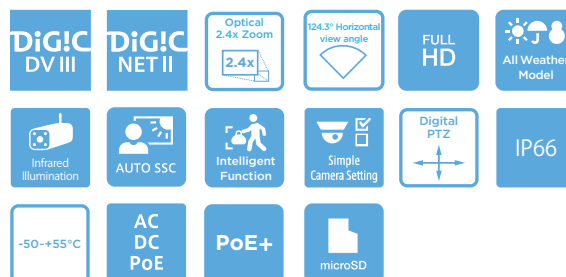 DiG!C
DV III
DiG!C
NET II
Optical
2.4x Zoom
2.4x
124.3° Horizontal
view angle
FULL
HD
All Weather
Model
Infrared
Illumination
AUTO SSC
Intelligent
Function
Simple
Camera Setting
Digital
PTZ
IP66
-50-+55°C
AC
DC
PoE
PoE+
microSD